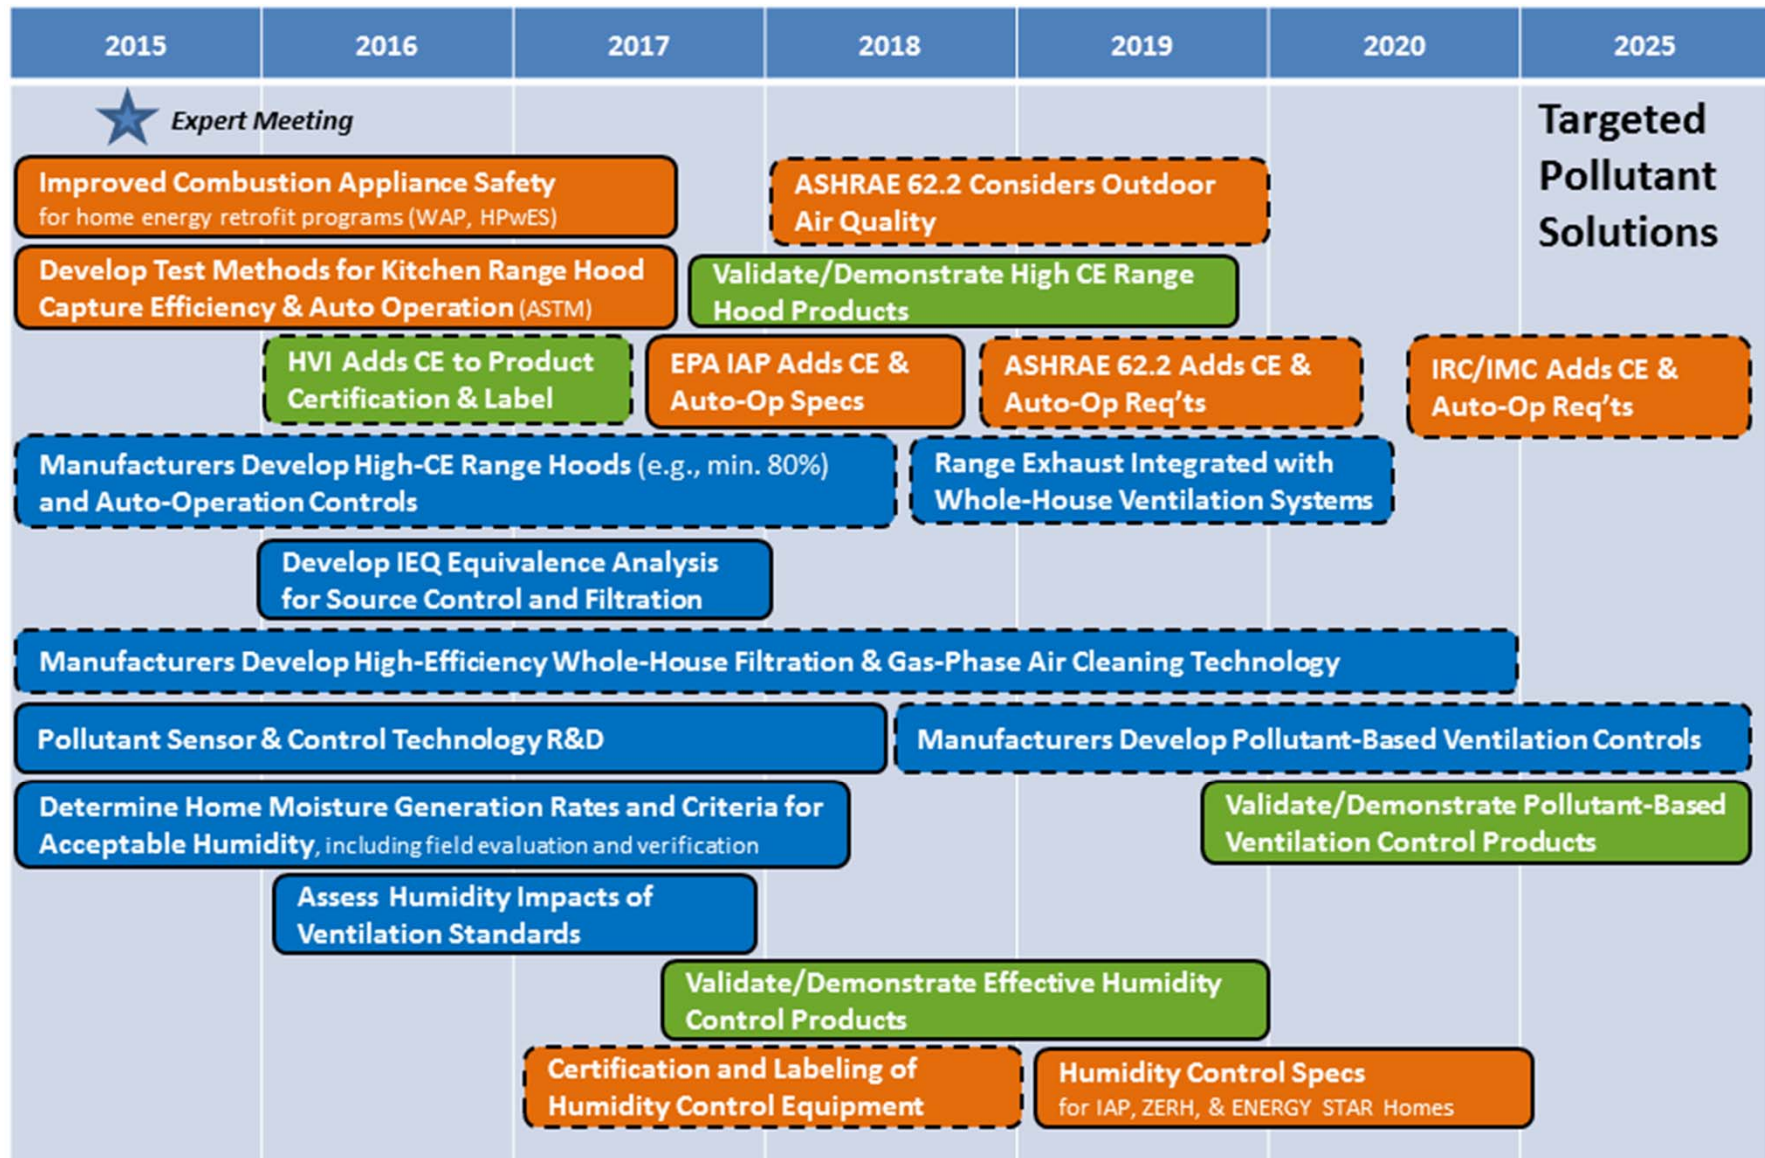 2015 2016 2017 2018 2019 2020 2025
Expert Meeting
Targeted
Pollutant
Solutions
Improved Combustion Appliance Safety
for home energy retrofit programs (WAP, HPwES)
ASHRAE 62.2 Considers Outdoor
Air Quality
Develop Test Methods for Kitchen Range Hood
Capture Efficiency & Auto Operation (ASTM)
Validate/Demonstrate High CE Range
Hood Products
HVI Adds CE to Product
Certification & Label
EPA IAP Adds CE &
Auto-Op Specs
ASHRAE 62.2 Adds CE &
Auto-Op Req'ts
IRC/IMC Adds CE &
Auto-Op Req'ts
Manufacturers Develop High-CE Range Hoods (e.g., min. 80%)
and Auto-Operation Controls
Range Exhaust Integrated with
Whole-House Ventilation Systems
Develop IEQ Equivalence Analysis
for Source Control and Filtration
Manufacturers Develop High-Efficiency Whole-House Filtration & Gas-Phase Air Cleaning Technology
Pollutant Sensor & Control Technology R&D
Manufacturers Develop Pollutant-Based Ventilation Controls
Determine Home Moisture Generation Rates and Criteria for
Acceptable Humidity, including field evaluation and verification
Validate/Demonstrate Pollutant-Based
Ventilation Control Products
Assess Humidity Impacts of
Ventilation Standards
Validate/Demonstrate Effective Humidity
Control Products
Certification and Labeling of
Humidity Control Equipment
Humidity Control Specs
for IAP, ZERH, & ENERGY STAR Homes